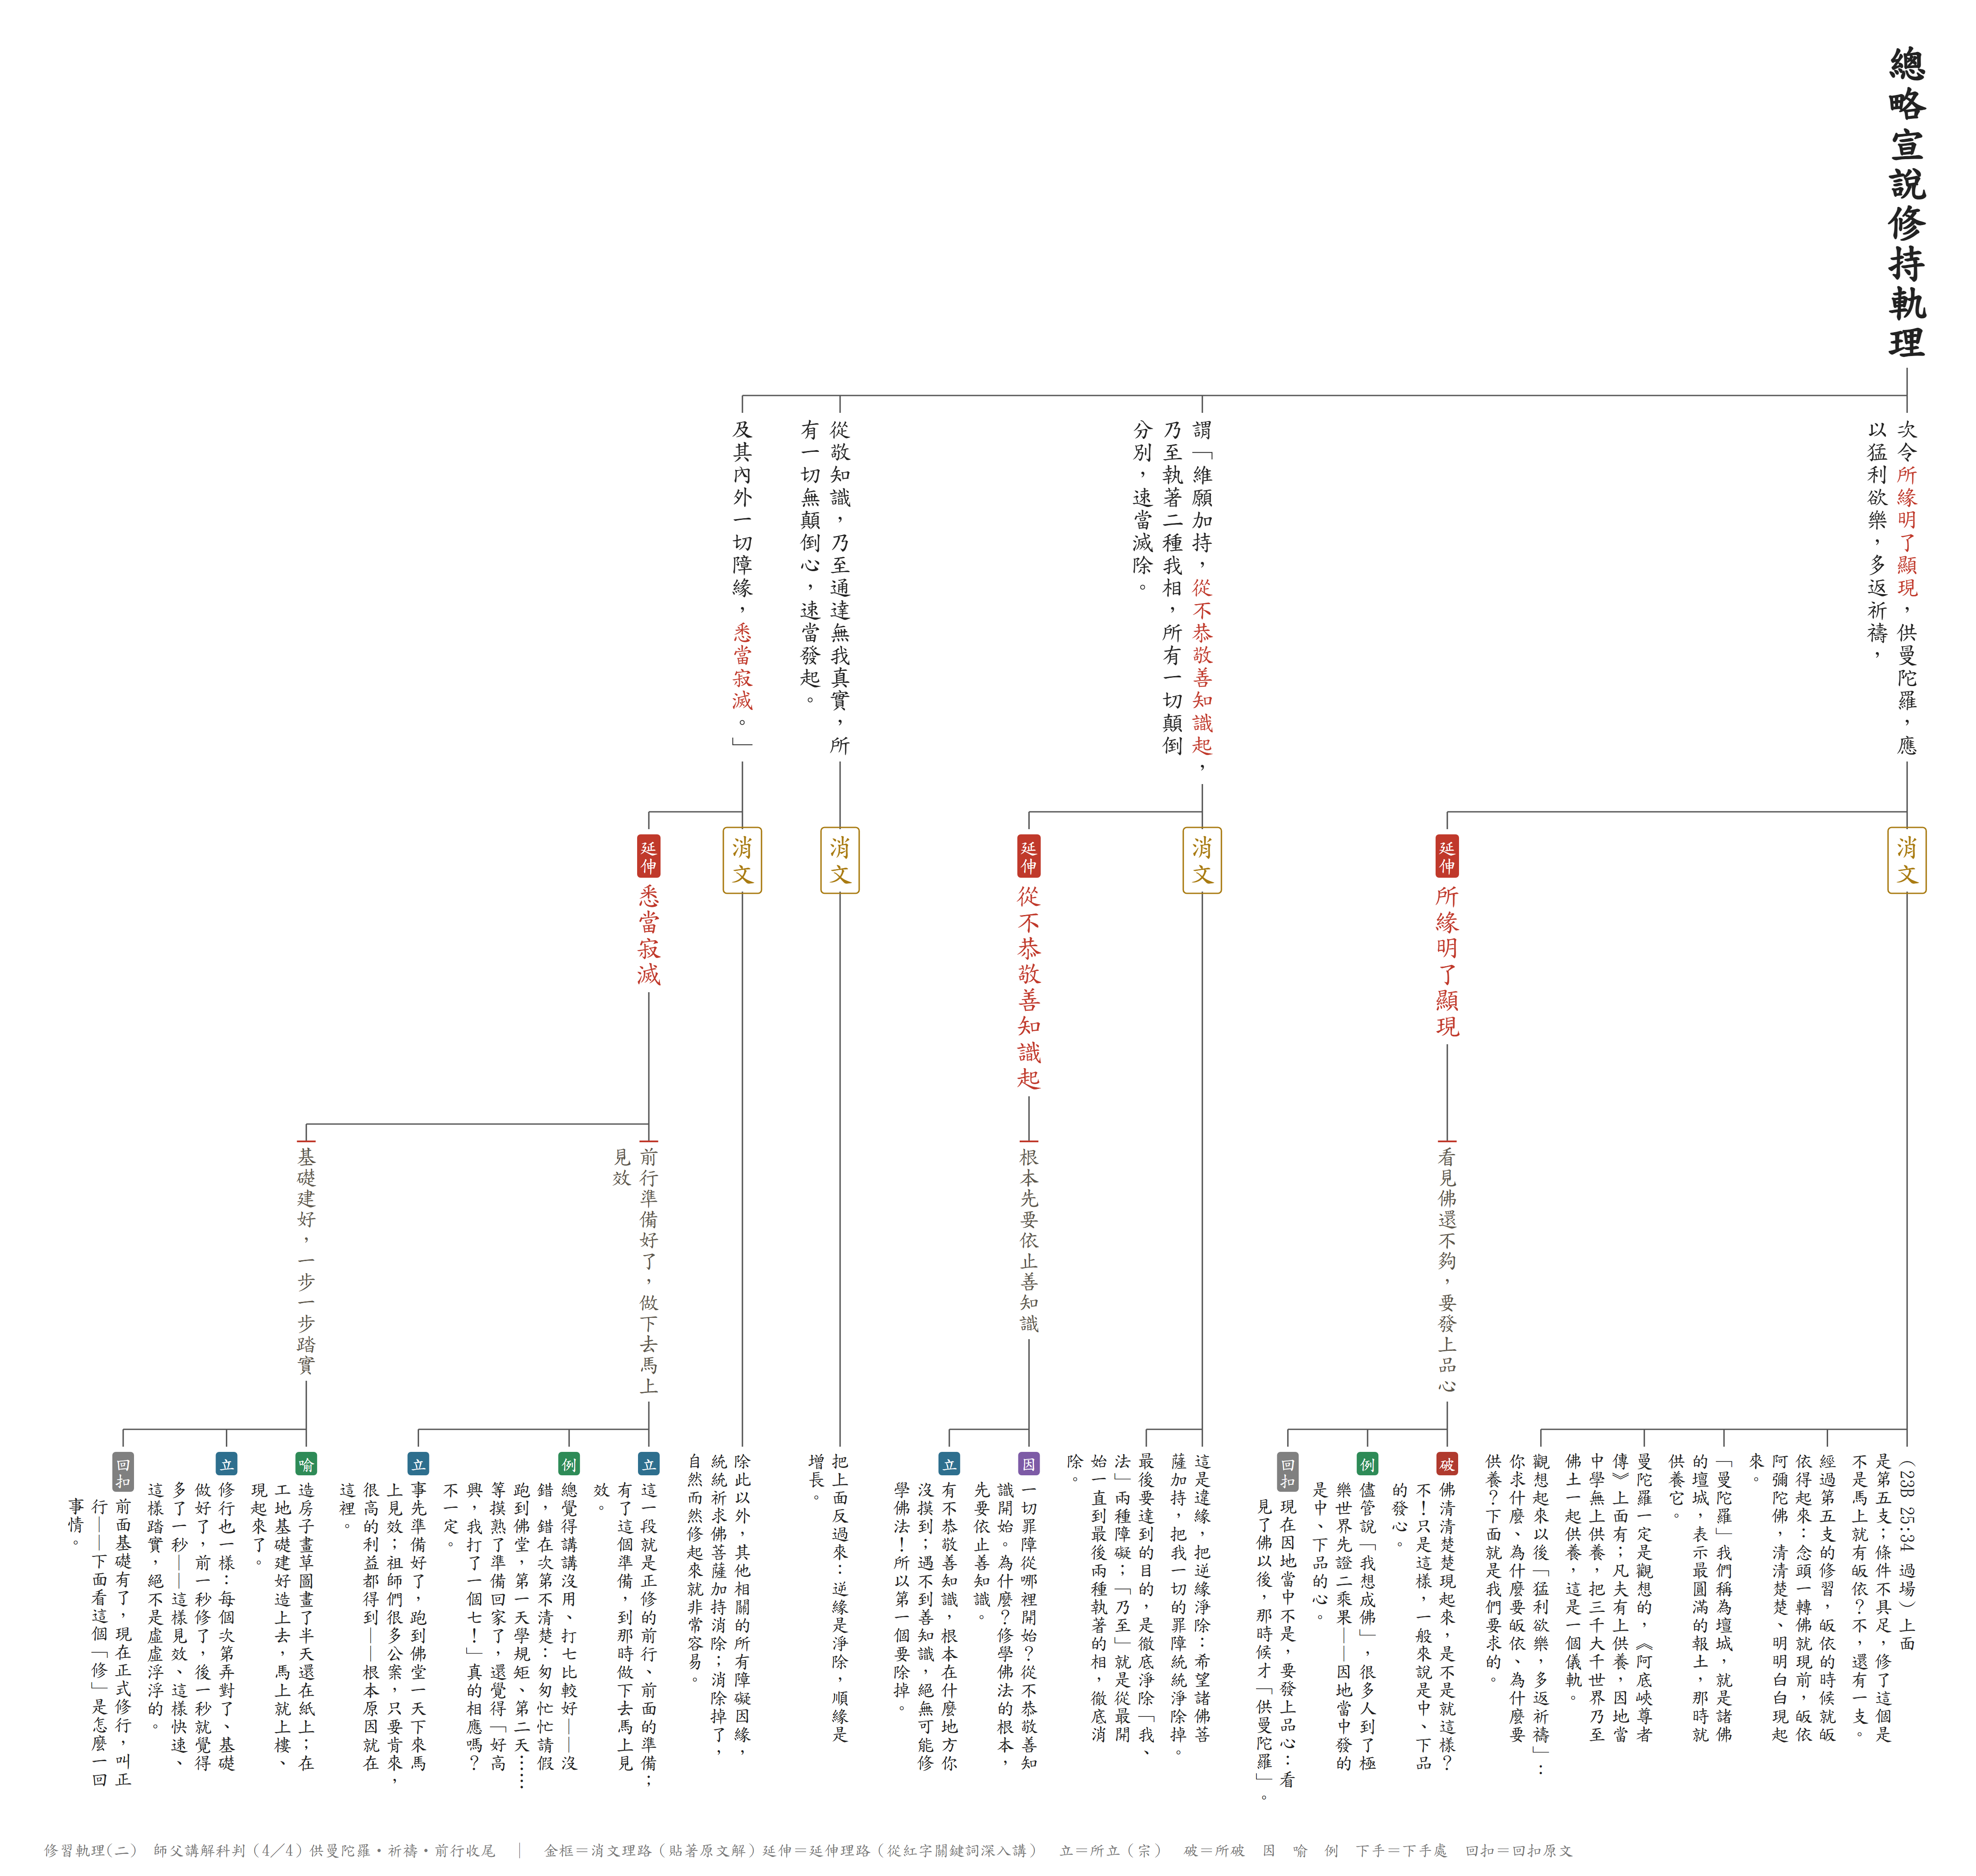 總略宣說修持軌理
次令所緣明了顯現，供曼陀羅，應
以猛利欲樂，多返祈禱，
謂「維願加持，從不恭敬善知識起，
乃至執著二種我相，所有一切顛倒
分別，速當滅除。
從敬知識，乃至通達無我真實，所
有一切無顛倒心，速當發起。
及其內外一切障緣，悉當寂滅。」
消文
延伸
所緣明了顯現
消文
延伸
從不恭敬善知識起
消文
消文
延伸
悉當寂滅
看見佛還不夠，要發上品心
根本先要依止善知識
前行準備好了，做下去馬上
見效
基礎建好，一步一步踏實
（23B 25:34 過場）上面
是第五支；條件不具足，修了這個是
不是馬上就有皈依？不，還有一支。
經過第五支的修習，皈依的時候就皈
依得起來：念頭一轉佛就現前，皈依
阿彌陀佛，清清楚楚、明明白白現起
來。
「曼陀羅」我們稱為壇城，就是諸佛
的壇城，表示最圓滿的報土，那時就
供養它。
曼陀羅一定是觀想的，《阿底峽尊者
傳》上面有；凡夫有上供養，因地當
中學無上供養，把三千大千世界乃至
佛土一起供養，這是一個儀軌。
觀想起來以後「猛利欲樂，多返祈禱」：
你求什麼、為什麼要皈依、為什麼要
供養？下面就是我們要求的。
破
佛清清楚楚現起來，是不是就這樣？
不！只是這樣，一般來說是中、下品
的發心。
例
儘管說「我想成佛」，很多人到了極
樂世界先證二乘果——因地當中發的
是中、下品的心。
回扣
現在因地當中不是，要發上品心：看
見了佛以後，那時候才「供曼陀羅」。
這是違緣，把逆緣淨除：希望諸佛菩
薩加持，把我一切的罪障統統淨除掉。
最後要達到的目的，是徹底淨除「我、
法」兩種障礙；「乃至」就是從最開
始一直到最後兩種執著的相，徹底消
除。
因
一切罪障從哪裡開始？從不恭敬善知
識開始。為什麼？修學佛法的根本，
先要依止善知識。
立
有不恭敬善知識，根本在什麼地方你
沒摸到；遇不到善知識，絕無可能修
學佛法！所以第一個要除掉。
把上面反過來：逆緣是淨除，順緣是
增長。
除此以外，其他相關的所有障礙因緣，
統統祈求佛菩薩加持消除；消除掉了，
自然而然修起來就非常容易。
立
這一段就是正修的前行、前面的準備；
有了這個準備，到那時做下去馬上見
效。
例
總覺得講講沒用、打七比較好——沒
錯，錯在次第不清楚：匆匆忙忙請假
跑到佛堂，第一天學規矩、第二天……
等摸熟了準備回家了，還覺得「好高
興，我打了一個七！」真的相應嗎？
不一定。
立
事先準備好了，跑到佛堂一天下來馬
上見效；祖師們很多公案，只要肯來，
很高的利益都得到——根本原因就在
這裡。
喻
造房子畫草圖畫了半天還在紙上；在
工地基礎建好造上去，馬上就上樓、
現起來了。
立
修行也一樣：每個次第弄對了、基礎
做好了，前一秒修了，後一秒就覺得
多了一秒——這樣見效、這樣快速、
這樣踏實，絕不是虛虛浮浮的。
回扣
前面基礎有了，現在正式修行，叫正
行——下面看這個「修」是怎麼一回
事情。
修習軌理(二)　師父講解科判（4／4）供曼陀羅・祈禱・前行收尾　｜　金框＝消文理路（貼著原文解）延伸＝延伸理路（從紅字關鍵詞深入講）　立＝所立（宗）　破＝所破　因　喻　例　下手＝下手處　回扣＝回扣原文